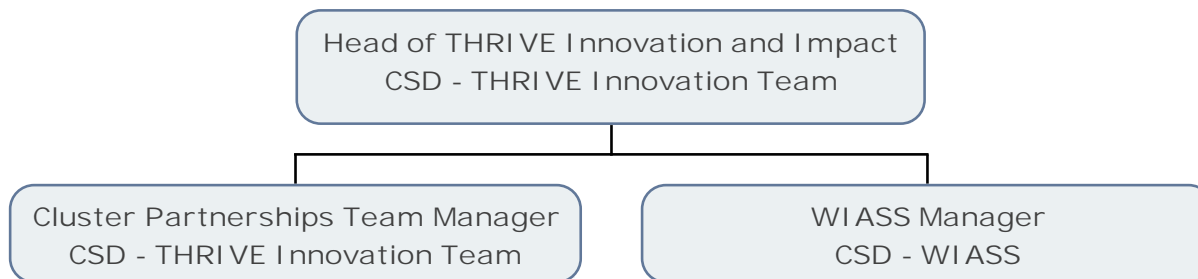 Head of THRIVE Innovation and Impact
CSD - THRIVE Innovation Team
Cluster Partnerships Team Manager
CSD - THRIVE Innovation Team
WIASS Manager
CSD - WIASS